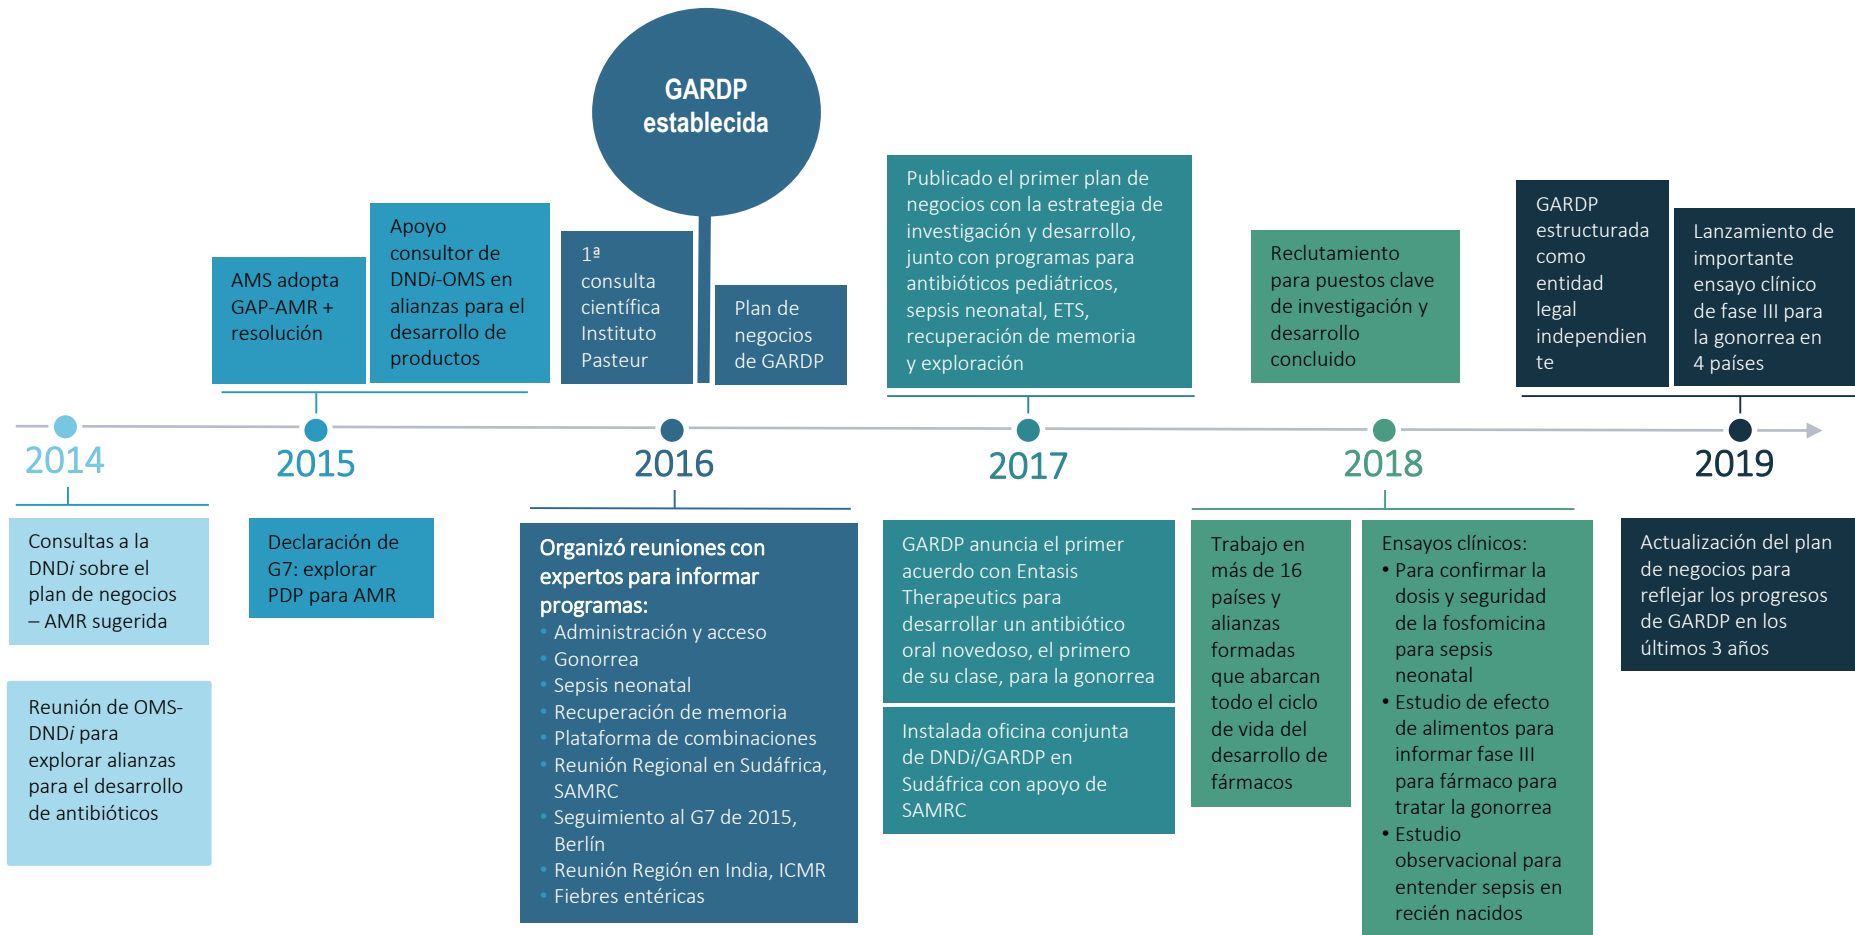 GARDP
establecida
AMS adopta
GAP-AMR +
resolución
Apoyo
consultor de
DNDi-OMS en
alianzas para el
desarrollo de
productos
1ª
consulta
científica
Instituto
Pasteur
Plan de
negocios
de GARDP
Publicado el primer plan de
negocios con la estrategia de
investigación y desarrollo,
junto con programas para
antibióticos pediátricos,
sepsis neonatal, ETS,
recuperación de memoria
y exploración
Reclutamiento
para puestos clave
de investigación y
desarrollo
concluido
GARDP
estructurada
como
entidad
legal
independien
te
Lanzamiento de
importante
ensayo clínico
de fase III para
la gonorrea en
4 países
2014
2015
2016
2017
2018
2019
Consultas a la
DNDi sobre el
plan de negocios
– AMR sugerida
Reunión de OMS-
DNDi para
explorar alianzas
para el desarrollo
de antibióticos
Declaración de
G7: explorar
PDP para AMR
Organizó reuniones con
expertos para informar
programas:
• Administración y acceso
• Gonorrea
• Sepsis neonatal
• Recuperación de memoria
• Plataforma de combinaciones
• Reunión Regional en Sudáfrica,
SAMRC
• Seguimiento al G7 de 2015,
Berlín
• Reunión Región en India, ICMR
• Fiebres entéricas
GARDP anuncia el primer
acuerdo con Entasis
Therapeutics para
desarrollar un antibiótico
oral novedoso, el primero
de su clase, para la gonorrea
Instalada oficina conjunta
de DNDi/GARDP en
Sudáfrica con apoyo de
SAMRC
Trabajo en
más de 16
países y
alianzas
formadas
que abarcan
todo el ciclo
de vida del
desarrollo de
fármacos
Ensayos clínicos:
• Para confirmar la
dosis y seguridad
de la fosfomicina
para sepsis
neonatal
• Estudio de efecto
de alimentos para
informar fase III
para fármaco para
tratar la gonorrea
• Estudio
observacional para
entender sepsis en
recién nacidos
Actualización del plan
de negocios para
reflejar los progresos
de GARDP en los
últimos 3 años